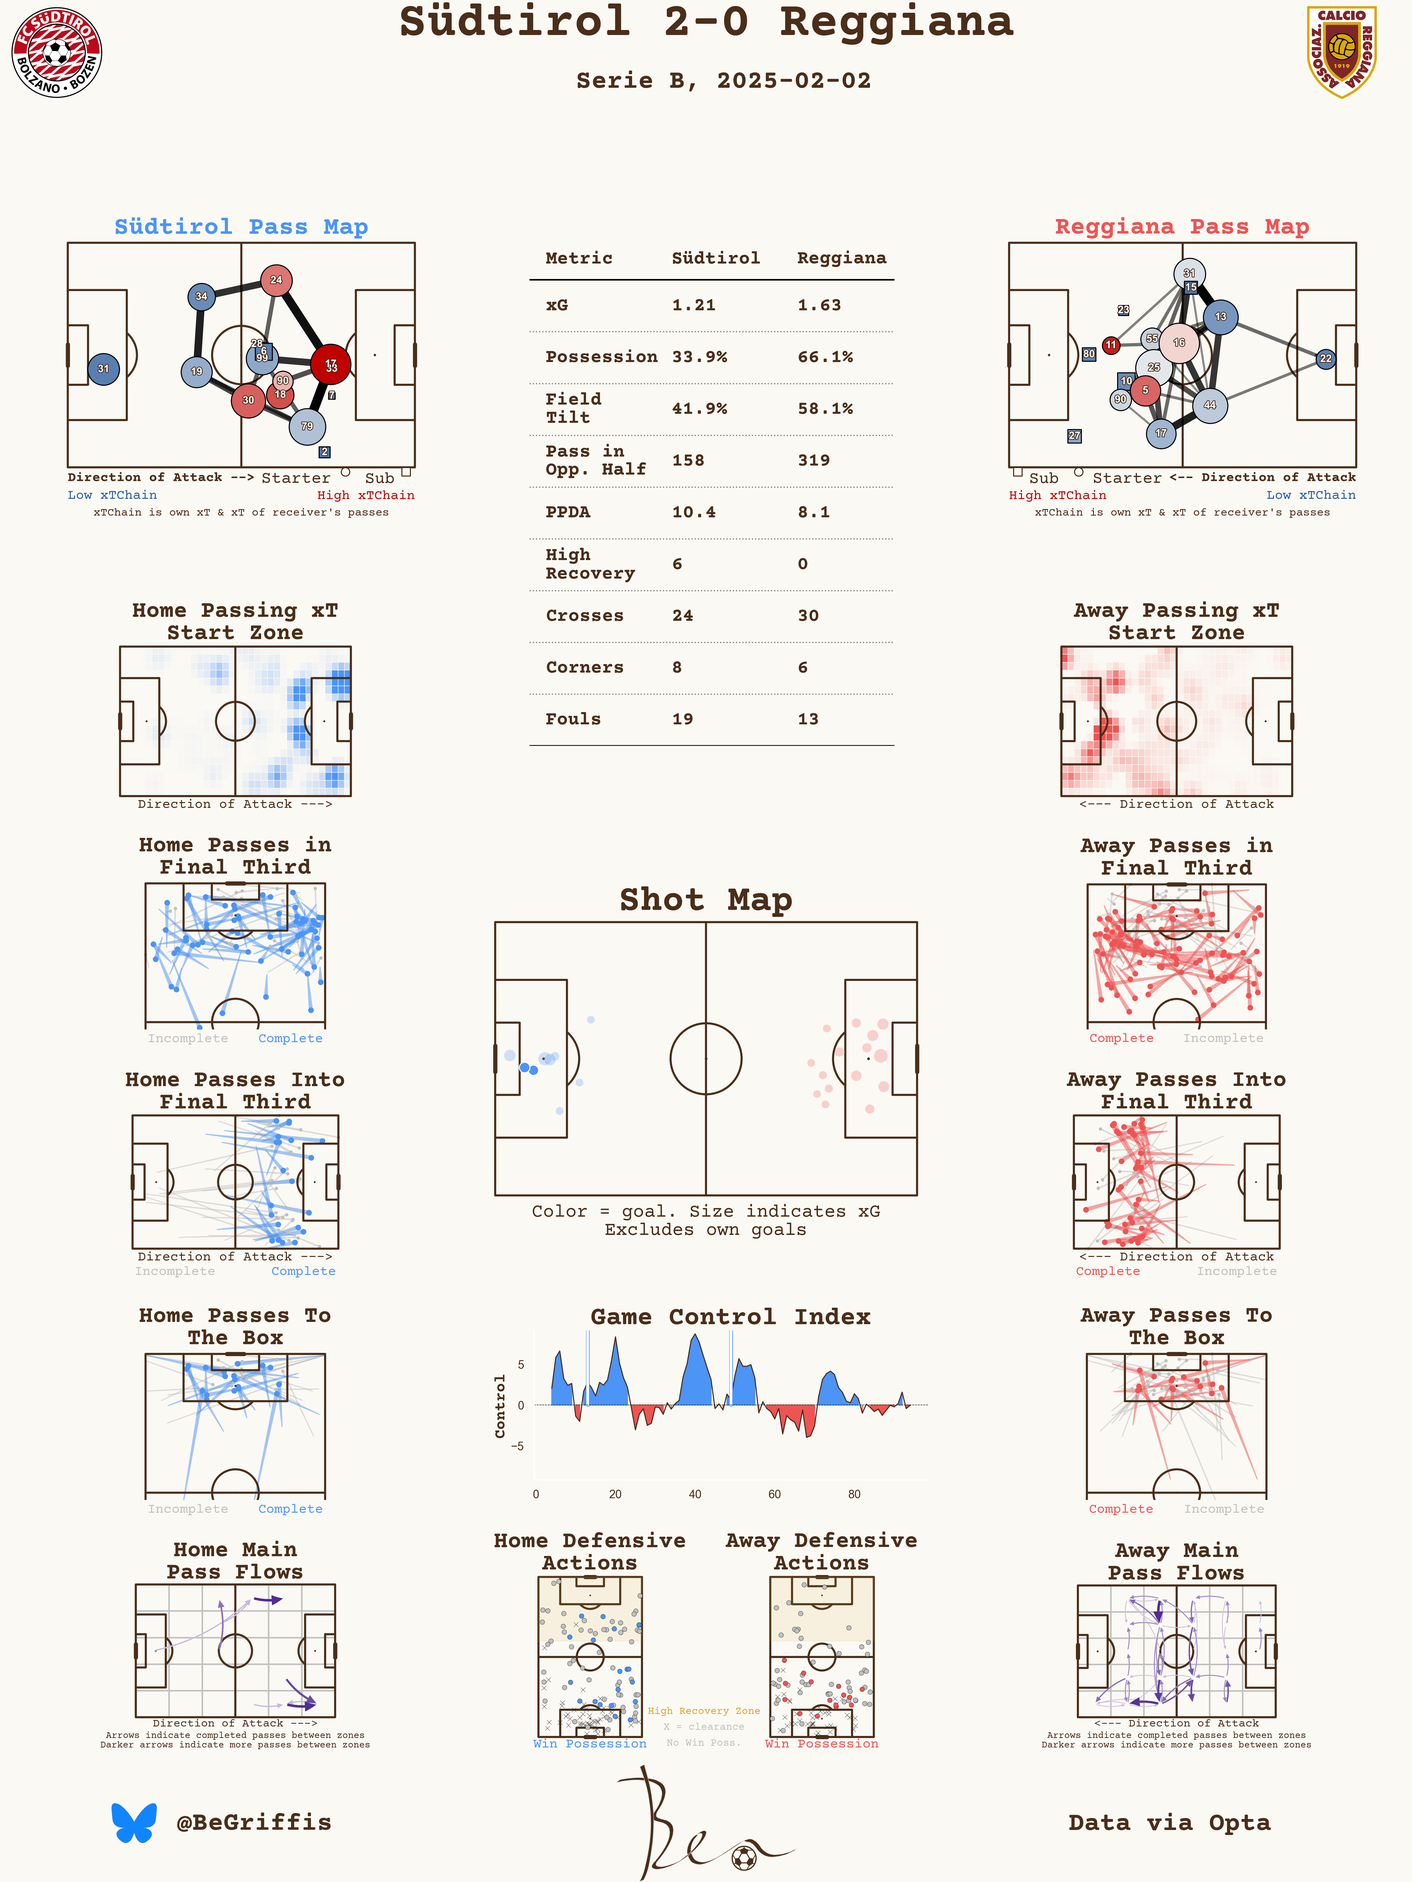 Südtirol 2-0 Reggiana
Serie B, 2025-02-02
FC SÜDTIROL
BOLZANO • BOZEN
ASSOCIAZ. CALCIO REGGIANA
1919
Südtirol Pass Map
34
24
31
19
28
6
99
17
33
90
18
30
7
79
2
Direction of Attack --> Starter Sub
Low xTChain High xTChain
xTChain is own xT & xT of receiver's passes
Metric Südtirol Reggiana
xG 1.21 1.63
Possession 33.9% 66.1%
Field
Tilt 41.9% 58.1%
Pass in
Opp. Half 158 319
PPDA 10.4 8.1
High
Recovery 6 0
Crosses 24 30
Corners 8 6
Fouls 19 13
Reggiana Pass Map
31
15
23
13
11
55
16
80
22
25
10
5
90
44
17
27
Sub Starter <-- Direction of Attack
High xTChain Low xTChain
xTChain is own xT & xT of receiver's passes
Home Passing xT
Start Zone
Direction of Attack --->
Away Passing xT
Start Zone
<--- Direction of Attack
Home Passes in
Final Third
Incomplete Complete
Away Passes in
Final Third
Complete Incomplete
Shot Map
Color = goal. Size indicates xG
Excludes own goals
Home Passes Into
Final Third
Direction of Attack --->
Incomplete Complete
Away Passes Into
Final Third
<--- Direction of Attack
Complete Incomplete
Home Passes To
The Box
Incomplete Complete
Game Control Index
Control
5
0
−5
0 20 40 60 80
Away Passes To
The Box
Complete Incomplete
Home Main
Pass Flows
Direction of Attack --->
Arrows indicate completed passes between zones
Darker arrows indicate more passes between zones
Home Defensive
Actions
Win Possession
High Recovery Zone
X = clearance
No Win Poss.
Away Defensive
Actions
Win Possession
Away Main
Pass Flows
<--- Direction of Attack
Arrows indicate completed passes between zones
Darker arrows indicate more passes between zones
@BeGriffis
Ben
Data via Opta